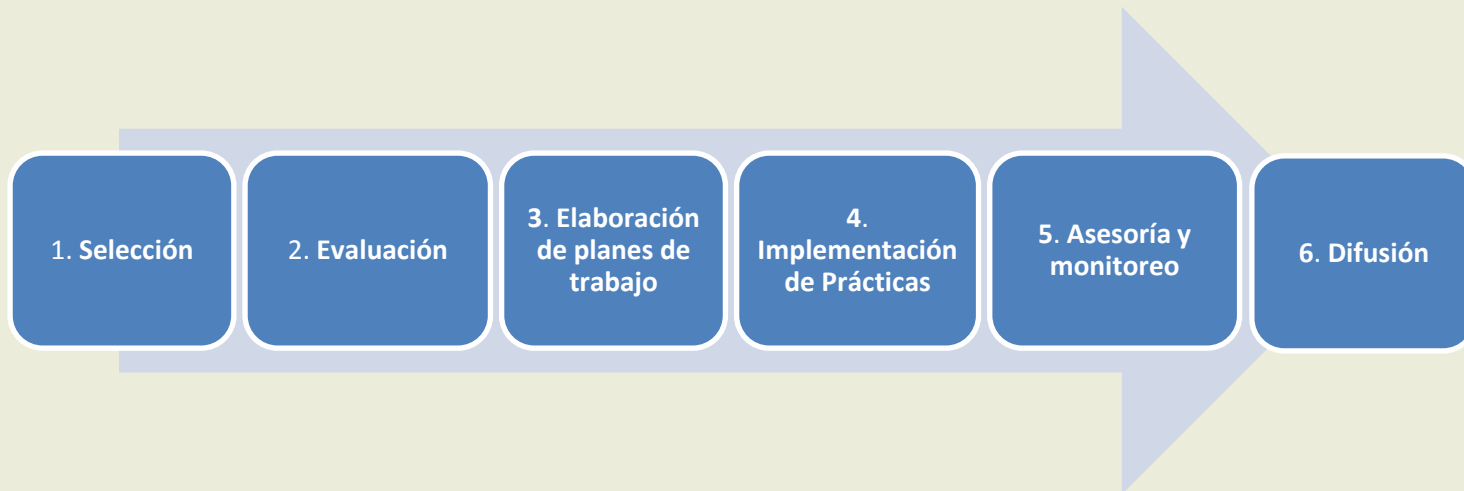 1. Selección
2. Evaluación
3. Elaboración
de planes de
trabajo
4.
Implementación
de Prácticas
5. Asesoría y
monitoreo
6. Difusión